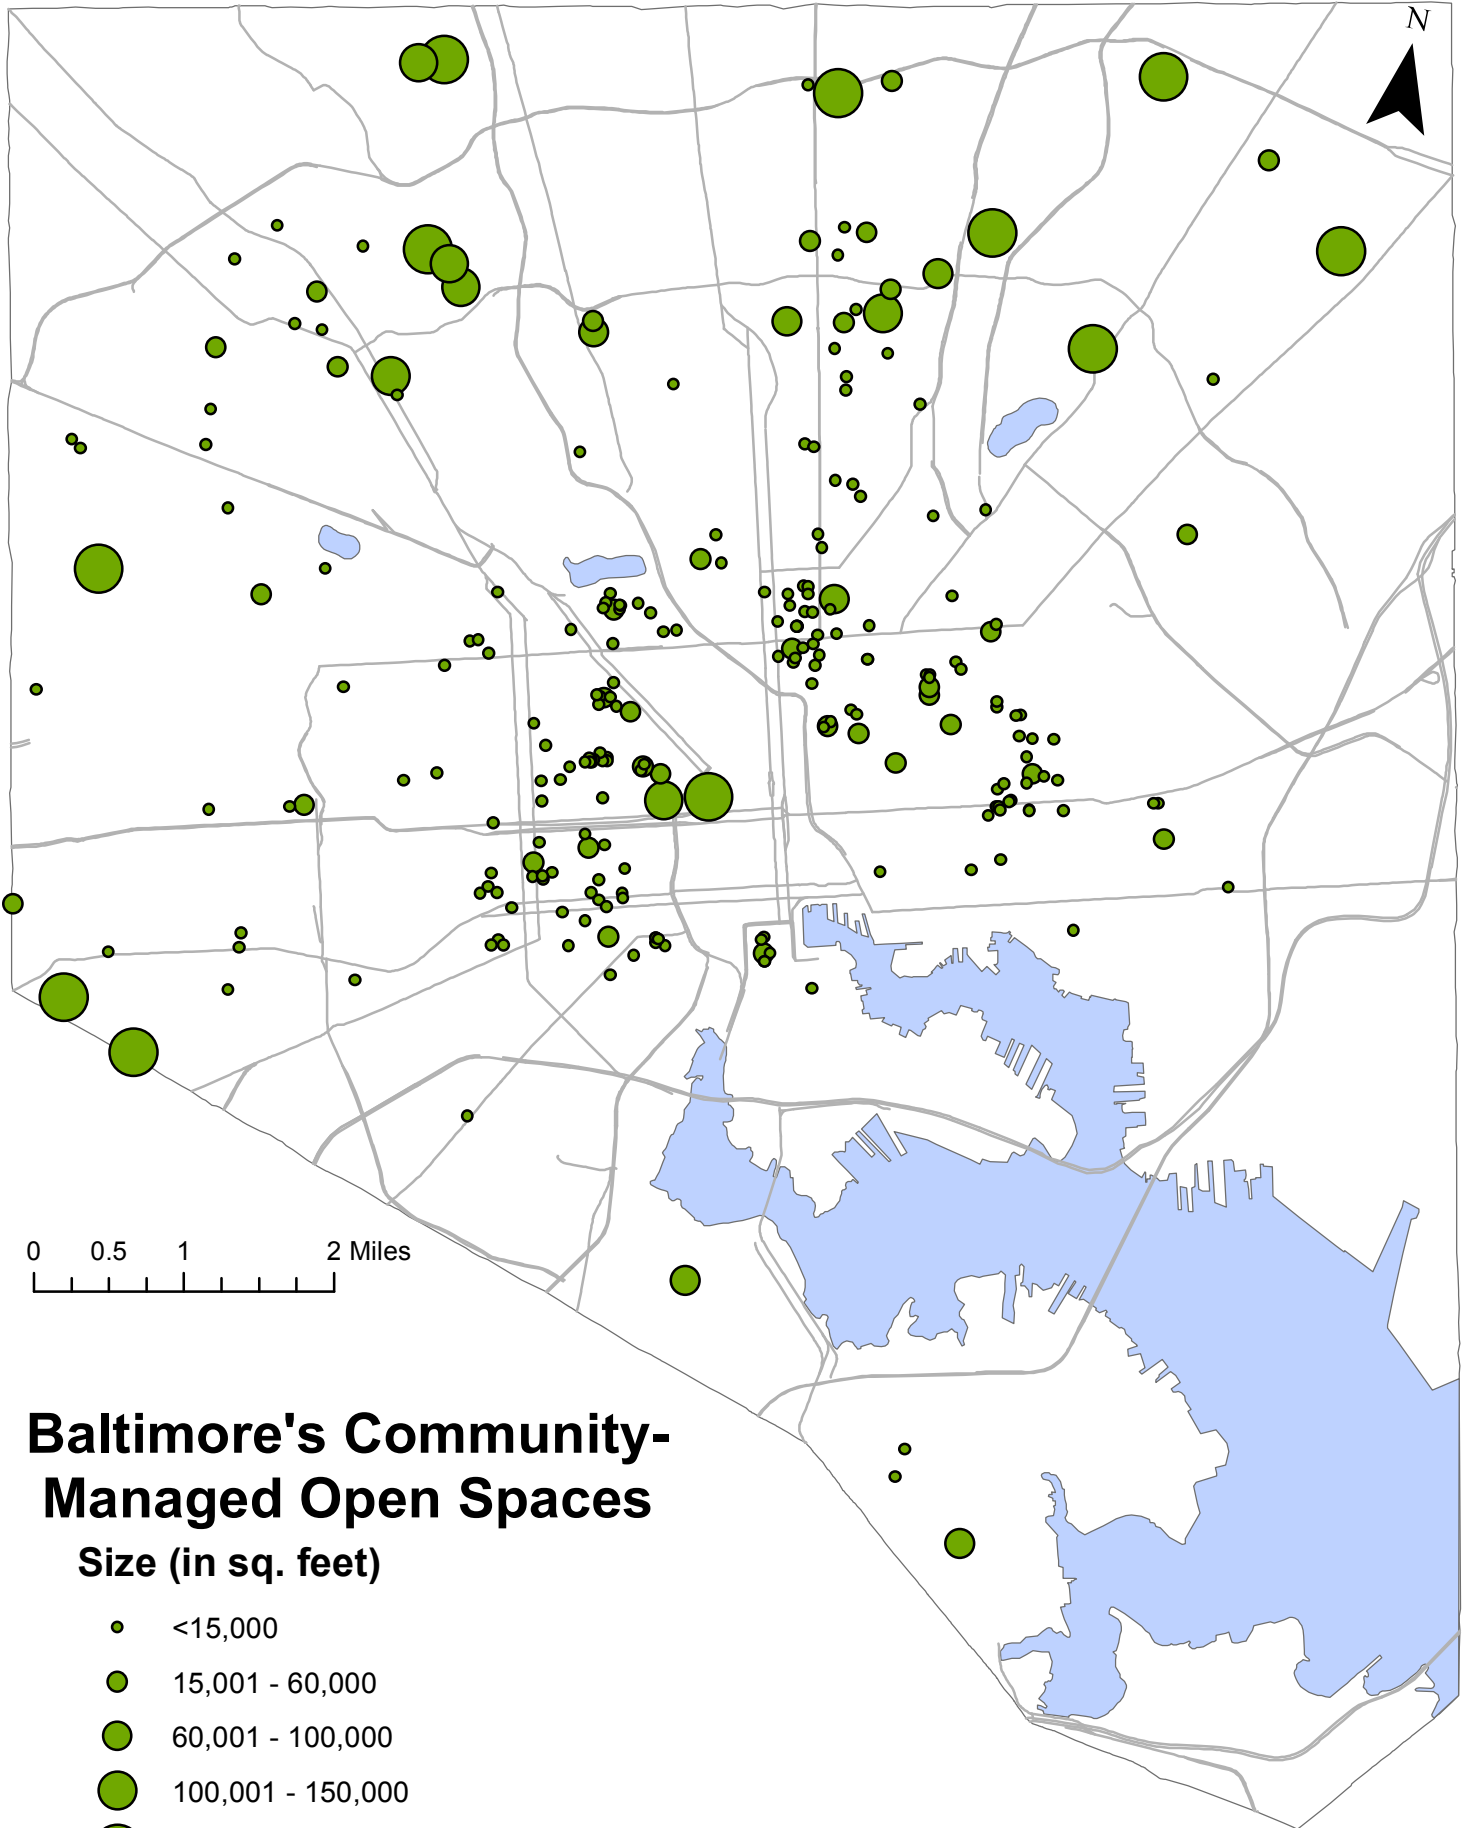 N
0 0.5 1 2 Miles
Baltimore's Community-
Managed Open Spaces
Size (in sq. feet)
<15,000
15,001 - 60,000
60,001 - 100,000
100,001 - 150,000